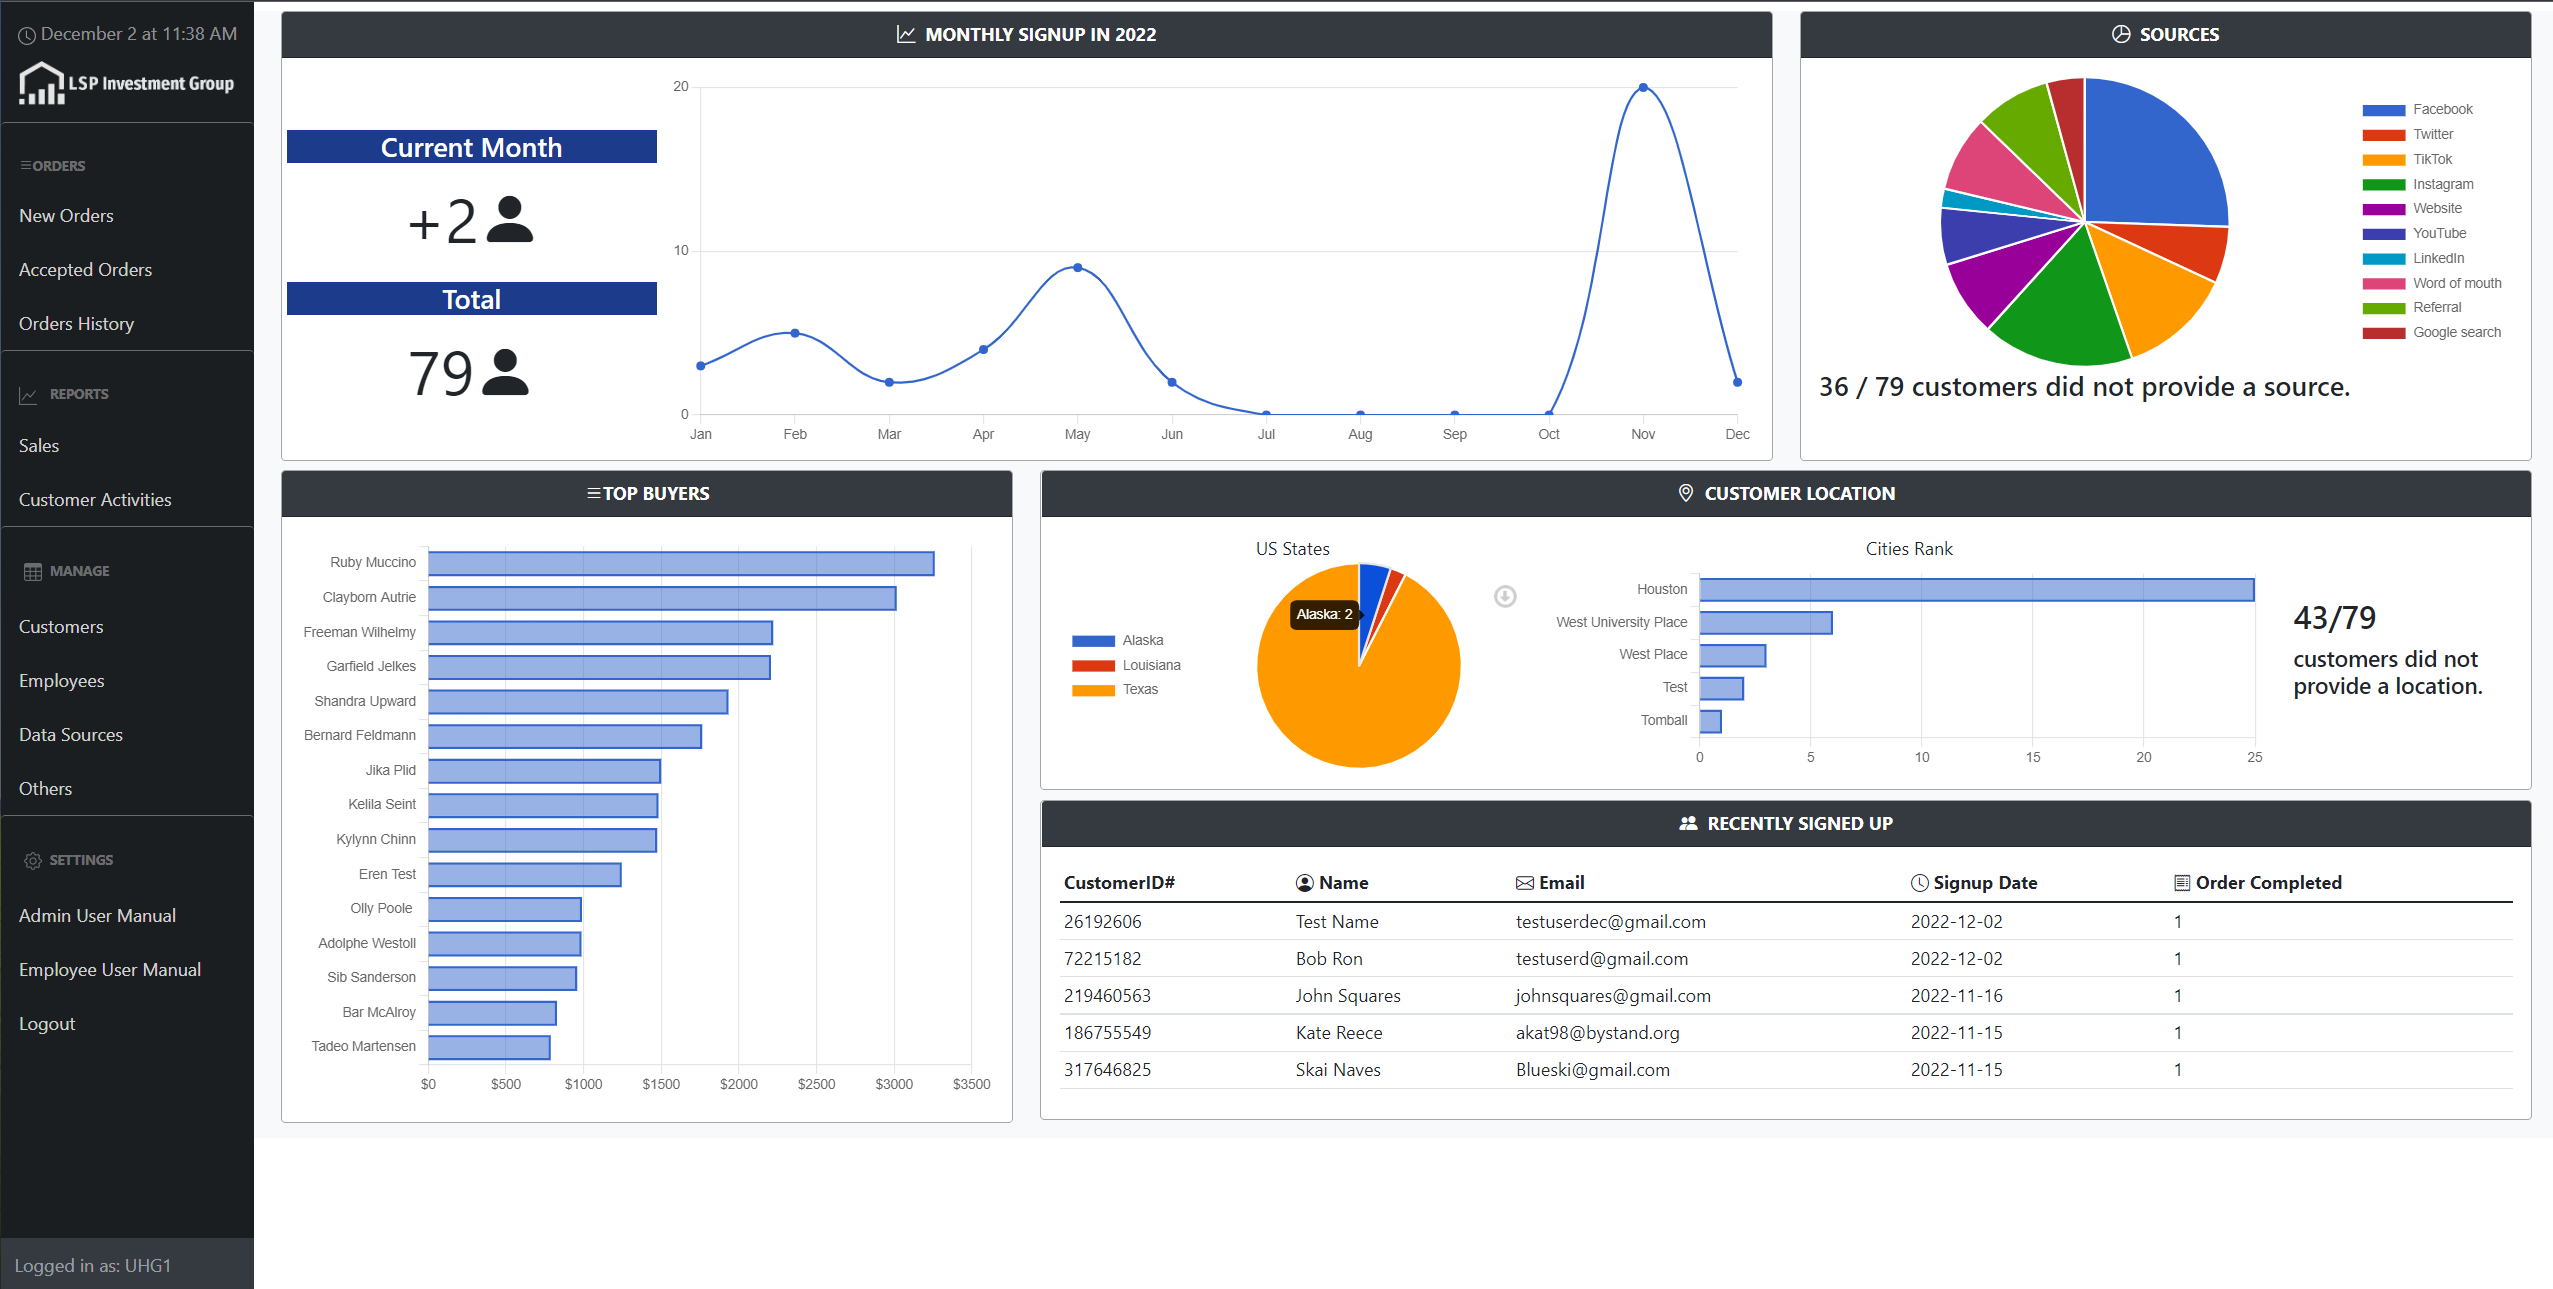 December 2 at 11:38 AM
LSP Investment Group
ORDERS
New Orders
Accepted Orders
Orders History
REPORTS
Sales
Customer Activities
MANAGE
Customers
Employees
Data Sources
Others
SETTINGS
Admin User Manual
Employee User Manual
Logout
Logged in as: UHG1
MONTHLY SIGNUP IN 2022
Current Month
+2
Total
79
20
10
0
Jan Feb Mar Apr May Jun Jul Aug Sep Oct Nov Dec
SOURCES
Facebook
Twitter
TikTok
Instagram
Website
YouTube
LinkedIn
Word of mouth
Referral
Google search
36 / 79 customers did not provide a source.
TOP BUYERS
Ruby Muccino
Clayborn Autrie
Freeman Wilhelmy
Garfield Jelkes
Shandra Upward
Bernard Feldmann
Jika Plid
Kelila Seint
Kylynn Chinn
Eren Test
Olly Poole
Adolphe Westoll
Sib Sanderson
Bar McAlroy
Tadeo Martensen
$0 $500 $1000 $1500 $2000 $2500 $3000 $3500
CUSTOMER LOCATION
US States
Alaska: 2
Alaska
Louisiana
Texas
Cities Rank
Houston
West University Place
West Place
Test
Tomball
0 5 10 15 20 25
43/79
customers did not
provide a location.
RECENTLY SIGNED UP
CustomerID# Name Email Signup Date Order Completed
26192606 Test Name testuserdec@gmail.com 2022-12-02 1
72215182 Bob Ron testuserd@gmail.com 2022-12-02 1
219460563 John Squares johnsquares@gmail.com 2022-11-16 1
186755549 Kate Reece akat98@bystand.org 2022-11-15 1
317646825 Skai Naves Blueski@gmail.com 2022-11-15 1